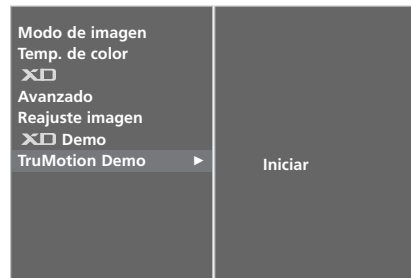 Modo de imagen
Temp. de color
XD
Avanzado
Reajuste imagen
XD Demo
TruMotion Demo ►
Iniciar